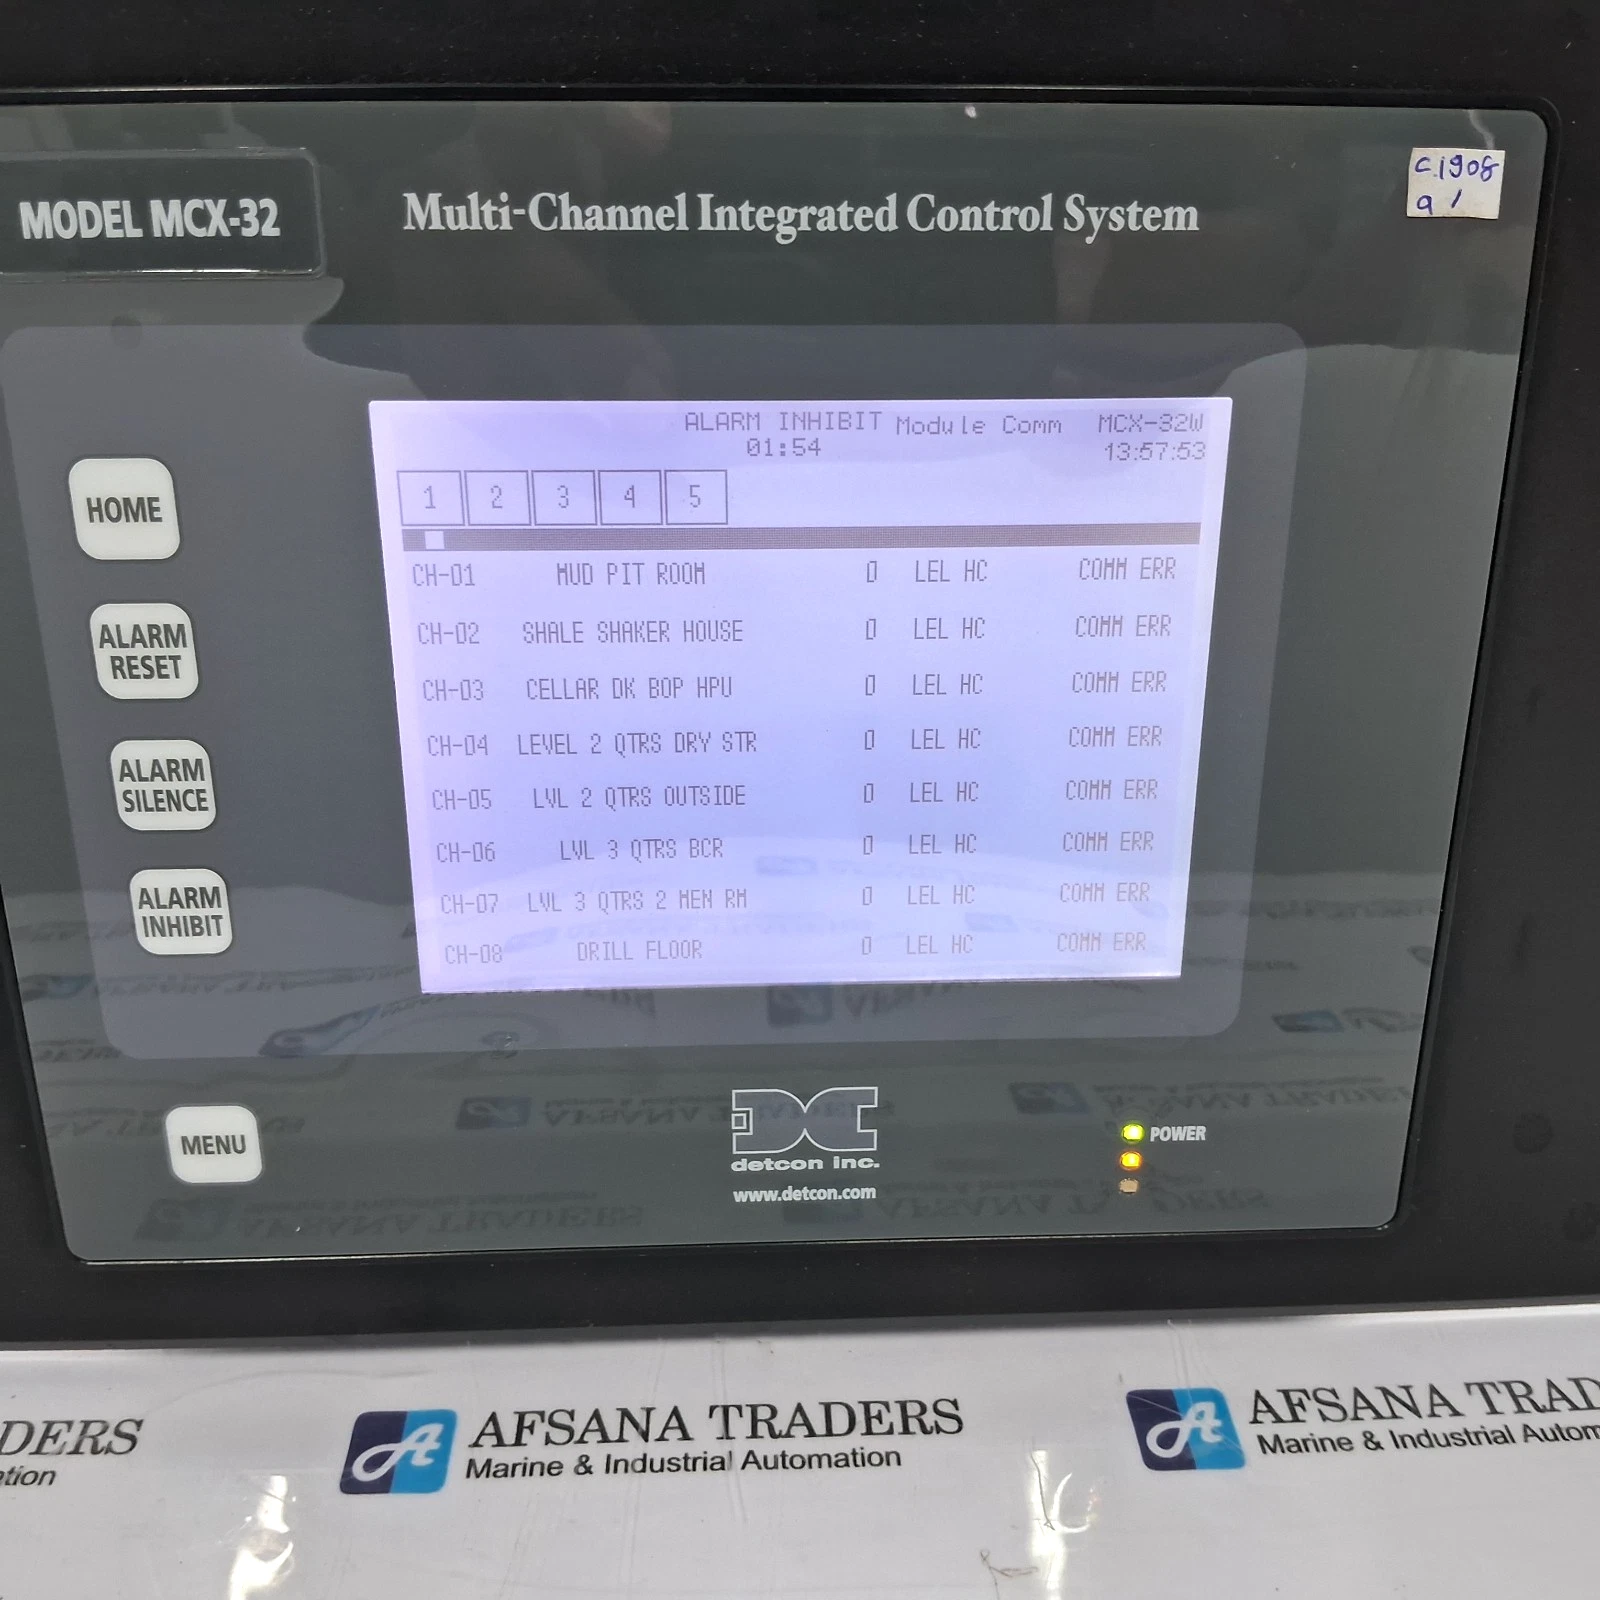 MODEL MCX-32
Multi-Channel Integrated Control System
C.1908
HOME
ALARM RESET
ALARM SILENCE
ALARM INHIBIT
MENU
ALARM INHIBIT Module Comm MCX-32W
01:54 13:57:53
1 2 3 4 5
CH-01 MUD PIT ROOM 0 LEL HC COMM ERR
CH-02 SHALE SHAKER HOUSE 0 LEL HC COMM ERR
CH-03 CELLAR DK BOP HPU 0 LEL HC COMM ERR
CH-04 LEVEL 2 QTRS DRY STR 0 LEL HC COMM ERR
CH-05 LVL 2 QTRS OUTSIDE 0 LEL HC COMM ERR
CH-06 LVL 3 QTRS BCR 0 LEL HC COMM ERR
CH-07 LVL 3 QTRS 2 MEN RM 0 LEL HC COMM ERR
CH-08 DRILL FLOOR 0 LEL HC COMM ERR
detcon inc.
www.detcon.com
POWER
DERS
AFSANA TRADERS
Marine & Industrial Automation
AFSANA TRAD
Marine & Industrial Autom